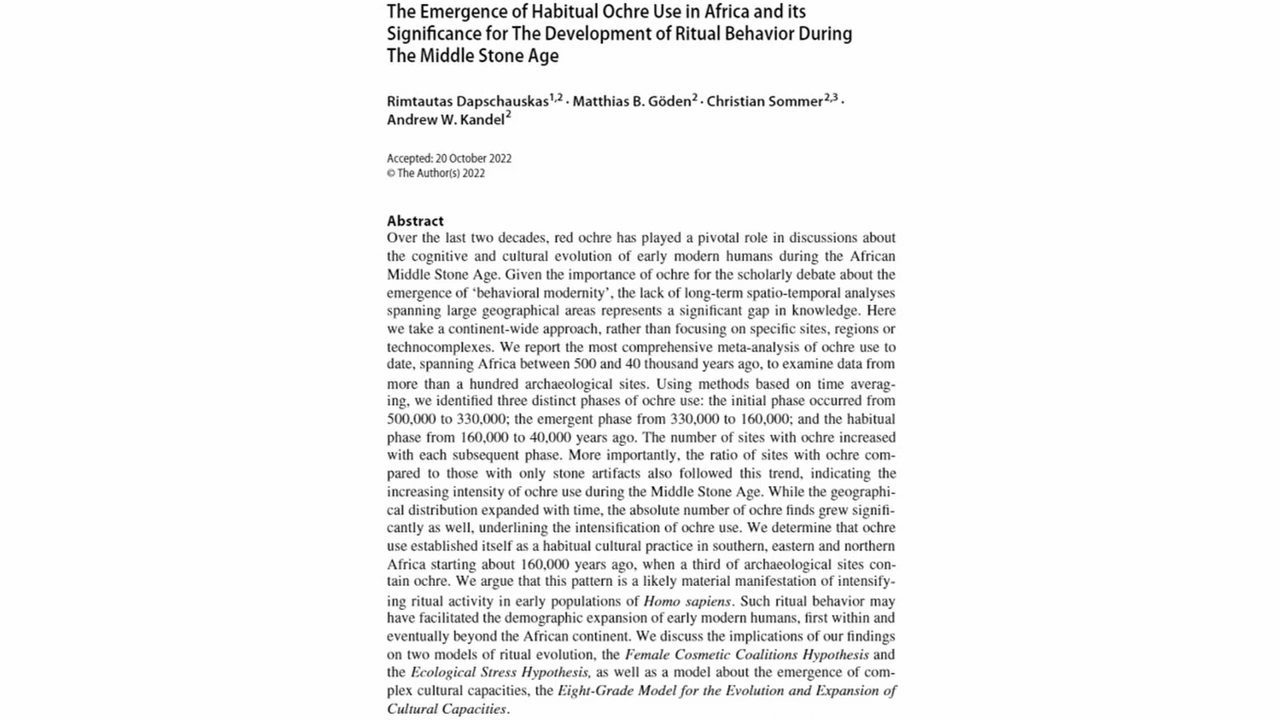 The Emergence of Habitual Ochre Use in Africa and its
Significance for The Development of Ritual Behavior During
The Middle Stone Age
Rimtautas Dapschauskas1,2 · Matthias B. Göden2 · Christian Sommer2,3 ·
Andrew W. Kandel2
Accepted: 20 October 2022
© The Author(s) 2022
Abstract
Over the last two decades, red ochre has played a pivotal role in discussions about
the cognitive and cultural evolution of early modern humans during the African
Middle Stone Age. Given the importance of ochre for the scholarly debate about the
emergence of ‘behavioral modernity’, the lack of long-term spatio-temporal analyses
spanning large geographical areas represents a significant gap in knowledge. Here
we take a continent-wide approach, rather than focusing on specific sites, regions or
technocomplexes. We report the most comprehensive meta-analysis of ochre use to
date, spanning Africa between 500 and 40 thousand years ago, to examine data from
more than a hundred archaeological sites. Using methods based on time averag-
ing, we identified three distinct phases of ochre use: the initial phase occurred from
500,000 to 330,000; the emergent phase from 330,000 to 160,000; and the habitual
phase from 160,000 to 40,000 years ago. The number of sites with ochre increased
with each subsequent phase. More importantly, the ratio of sites with ochre com-
pared to those with only stone artifacts also followed this trend, indicating the
increasing intensity of ochre use during the Middle Stone Age. While the geographi-
cal distribution expanded with time, the absolute number of ochre finds grew signifi-
cantly as well, underlining the intensification of ochre use. We determine that ochre
use established itself as a habitual cultural practice in southern, eastern and northern
Africa starting about 160,000 years ago, when a third of archaeological sites con-
tain ochre. We argue that this pattern is a likely material manifestation of intensify-
ing ritual activity in early populations of Homo sapiens. Such ritual behavior may
have facilitated the demographic expansion of early modern humans, first within and
eventually beyond the African continent. We discuss the implications of our findings
on two models of ritual evolution, the Female Cosmetic Coalitions Hypothesis and
the Ecological Stress Hypothesis, as well as a model about the emergence of com-
plex cultural capacities, the Eight-Grade Model for the Evolution and Expansion of
Cultural Capacities.